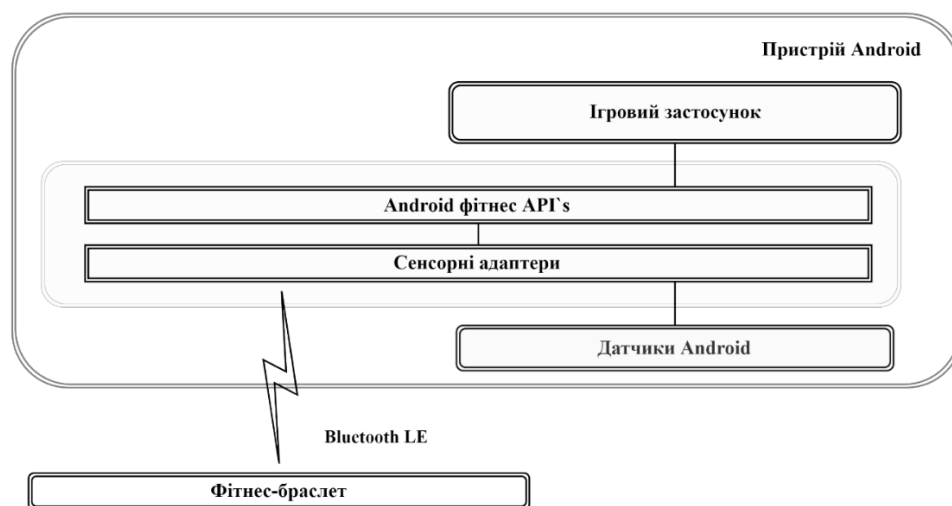 Пристрій Android
Ігровий застосунок
Android фітнес API`s
Сенсорні адаптери
Датчики Android
Bluetooth LE
Фітнес-браслет